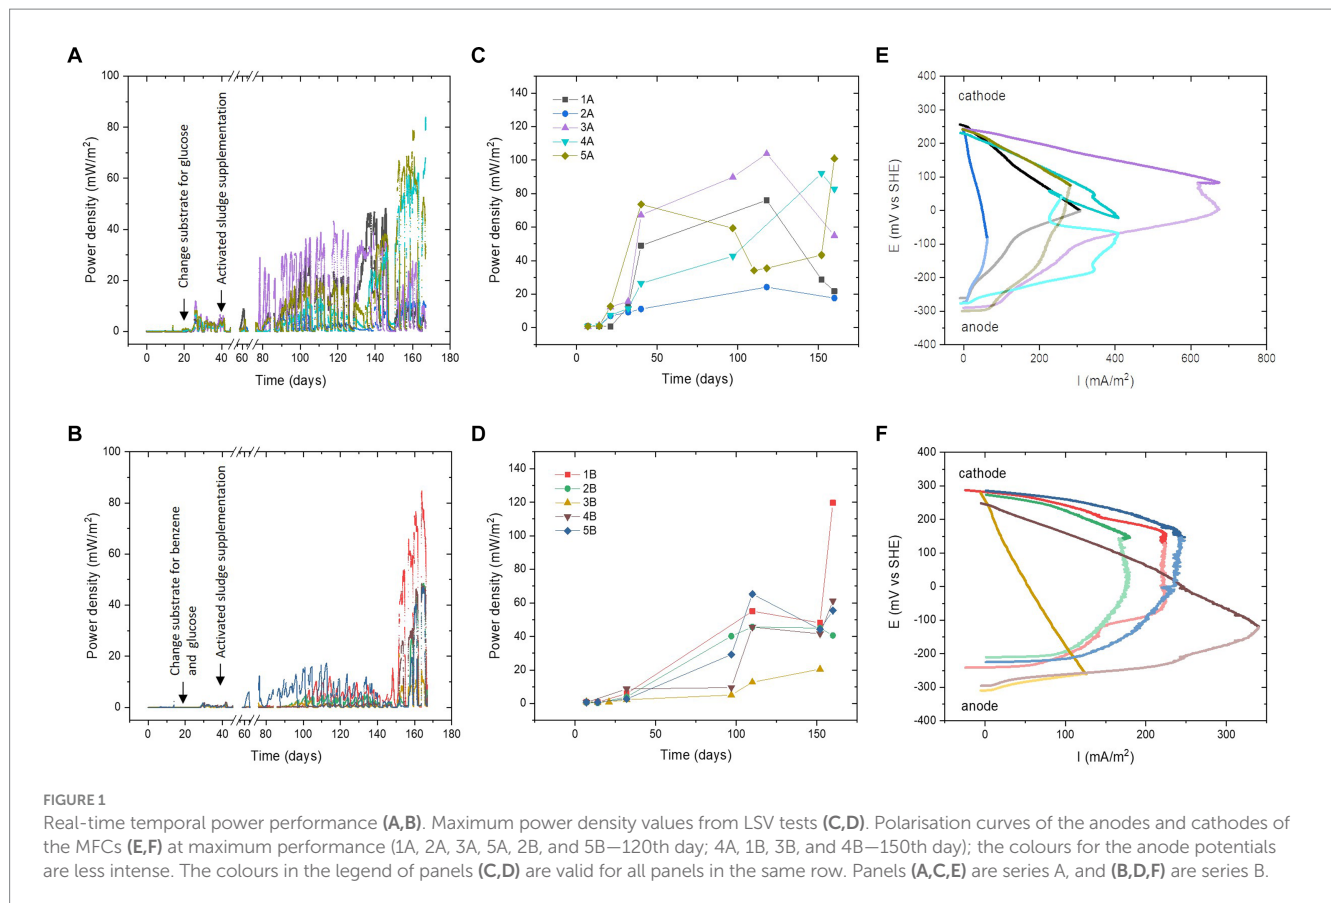 A
100
80
60
40
20
0
Power density (mW/m²)
Change substrate for glucose
Activated sludge supplementation
0 20 40 60 80 100 120 140 160 180
Time (days)
C
140
120
100
80
60
40
20
0
Power density (mW/m²)
1A
2A
3A
4A
5A
0 50 100 150
Time (days)
E
400
300
200
100
0
-100
-200
-300
-400
E (mV vs SHE)
cathode
anode
0 200 400 600 800
I (mA/m²)
B
100
80
60
40
20
0
Power density (mW/m²)
Change substrate for benzene
and glucose
Activated sludge supplementation
0 20 40 60 80 100 120 140 160 180
Time (days)
D
140
120
100
80
60
40
20
0
Power density (mW/m²)
1B
2B
3B
4B
5B
0 50 100 150
Time (days)
F
400
300
200
100
0
-100
-200
-300
-400
E (mV vs SHE)
cathode
anode
0 100 200 300
I (mA/m²)
FIGURE 1
Real-time temporal power performance (A,B). Maximum power density values from LSV tests (C,D). Polarisation curves of the anodes and cathodes of
the MFCs (E,F) at maximum performance (1A, 2A, 3A, 5A, 2B, and 5B—120th day; 4A, 1B, 3B, and 4B—150th day); the colours for the anode potentials
are less intense. The colours in the legend of panels (C,D) are valid for all panels in the same row. Panels (A,C,E) are series A, and (B,D,F) are series B.